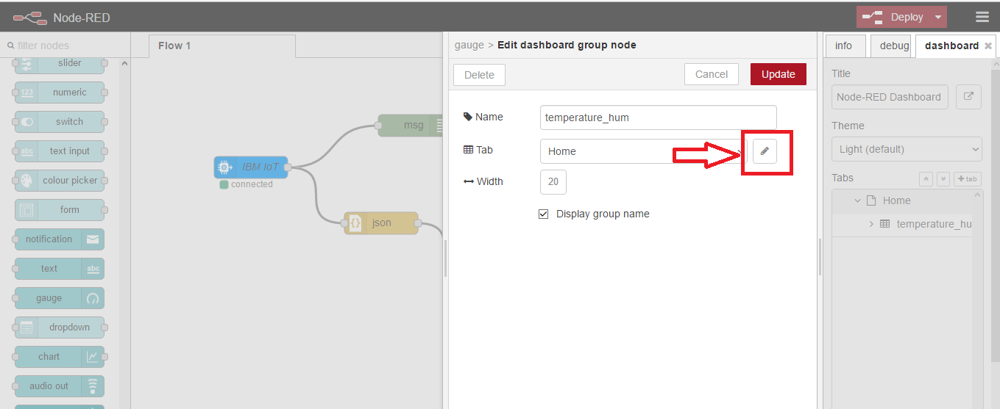 Node-RED
Deploy
filter nodes
slider
123 numeric
switch
abc text input
colour picker
form
notification
text abc
gauge
dropdown
chart
audio out
Flow 1
msg
IBM IoT
connected
{} json
gauge > Edit dashboard group node
Delete
Cancel
Update
Name
temperature_hum
Tab
Home
Width
20
Display group name
info
debug
dashboard
Title
Node-RED Dashboard
Theme
Light (default)
Tabs
+ tab
Home
temperature_hu